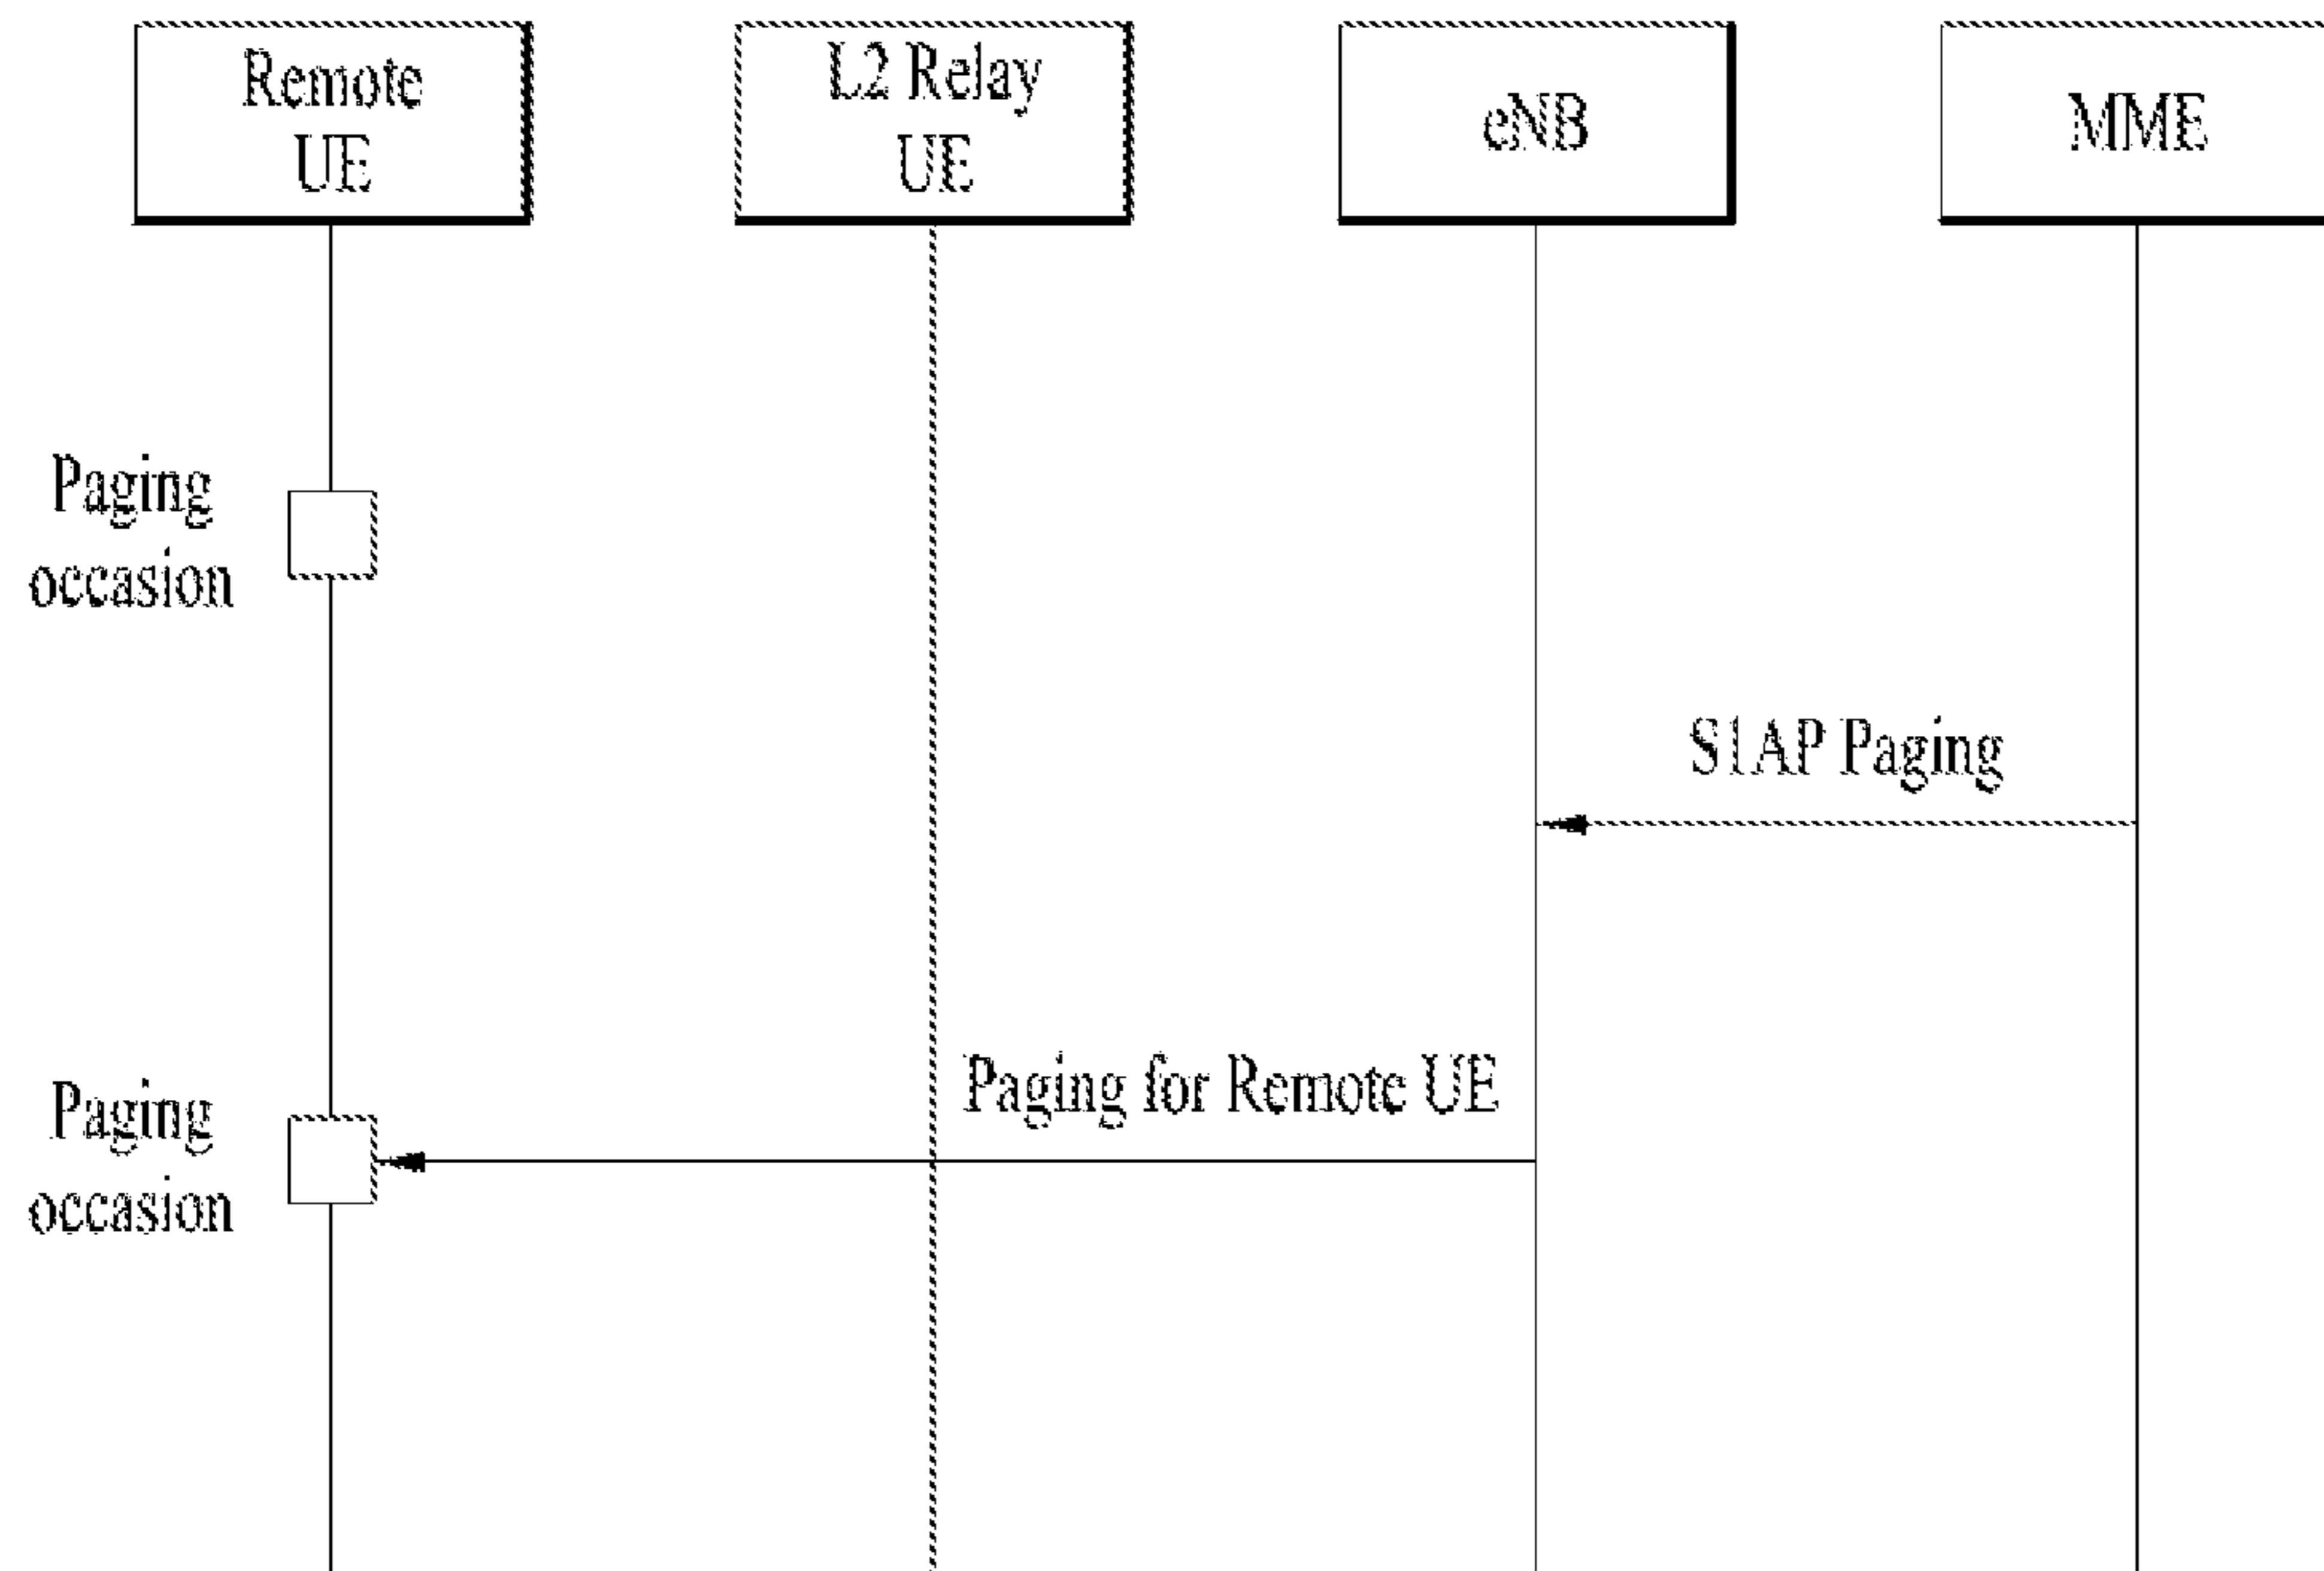 Remote
UE
L2 Relay
UE
eNB
MME
Paging
occasion
S1AP Paging
Paging for Remote UE
Paging
occasion